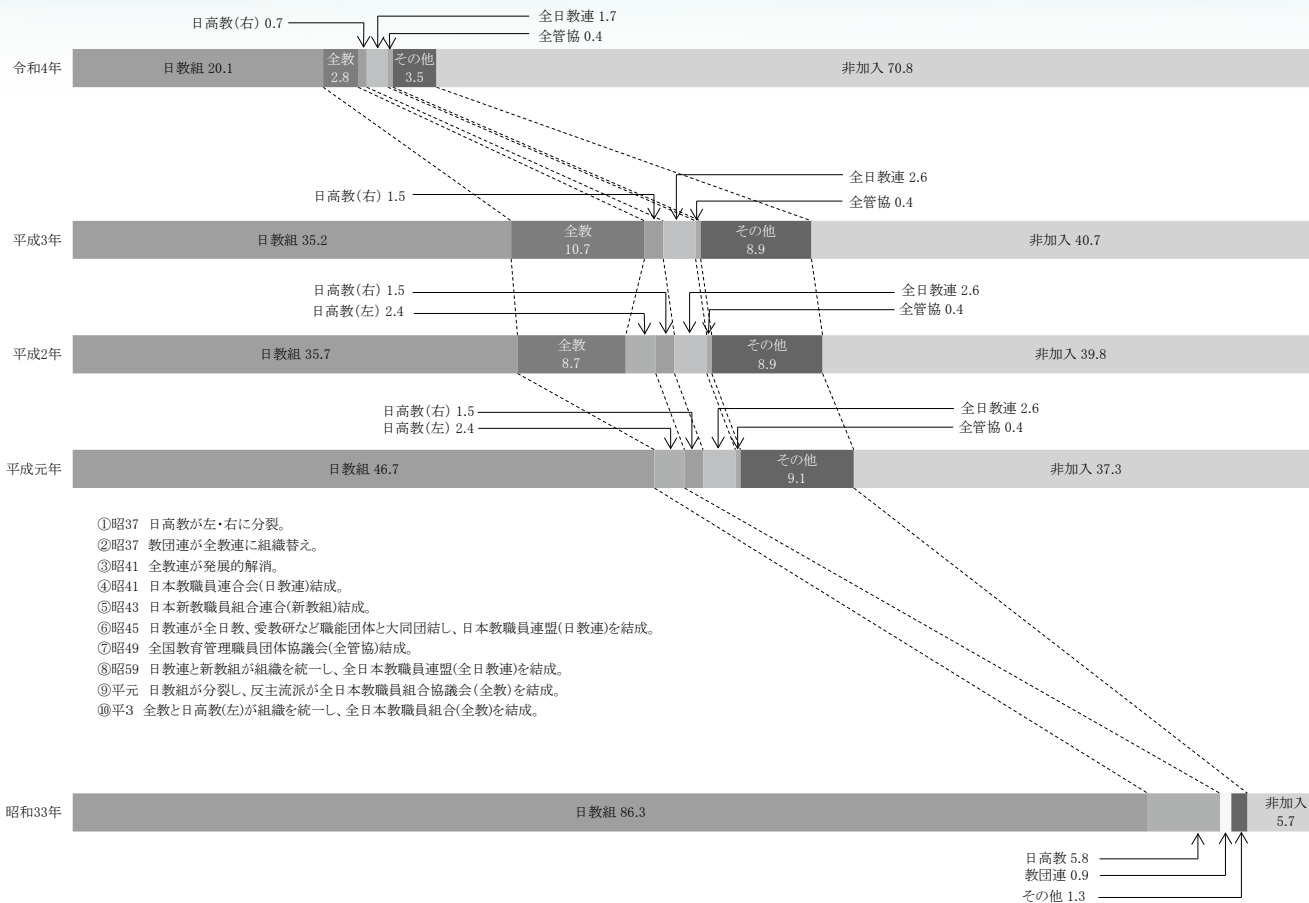 日高教(右) 0.7
全日教連 1.7
全管協 0.4
令和4年
日教組 20.1
全教
2.8
その他
3.5
非加入 70.8
日高教(右) 1.5
全日教連 2.6
全管協 0.4
平成3年
日教組 35.2
全教
10.7
その他
8.9
非加入 40.7
日高教(右) 1.5
日高教(左) 2.4
全日教連 2.6
全管協 0.4
平成2年
日教組 35.7
全教
8.7
その他
8.9
非加入 39.8
日高教(右) 1.5
日高教(左) 2.4
全日教連 2.6
全管協 0.4
平成元年
日教組 46.7
その他
9.1
非加入 37.3
①昭37 日高教が左・右に分裂。
②昭37 教団連が全教連に組織替え。
③昭41 全教連が発展的解消。
④昭41 日本教職員連合会(日教連)結成。
⑤昭43 日本新教職員組合連合(新教組)結成。
⑥昭45 日教連が全日教、愛教研など職能団体と大同団結し、日本教職員連盟(日教連)を結成。
⑦昭49 全国教育管理職員団体協議会(全管協)結成。
⑧昭59 日教連と新教組が組織を統一し、全日本教職員連盟(全日教連)を結成。
⑨平元 日教組が分裂し、反主流派が全日本教職員組合協議会(全教)を結成。
⑩平3 全教と日高教(左)が組織を統一し、全日本教職員組合(全教)を結成。
昭和33年
日教組 86.3
非加入
5.7
日高教 5.8
教団連 0.9
その他 1.3